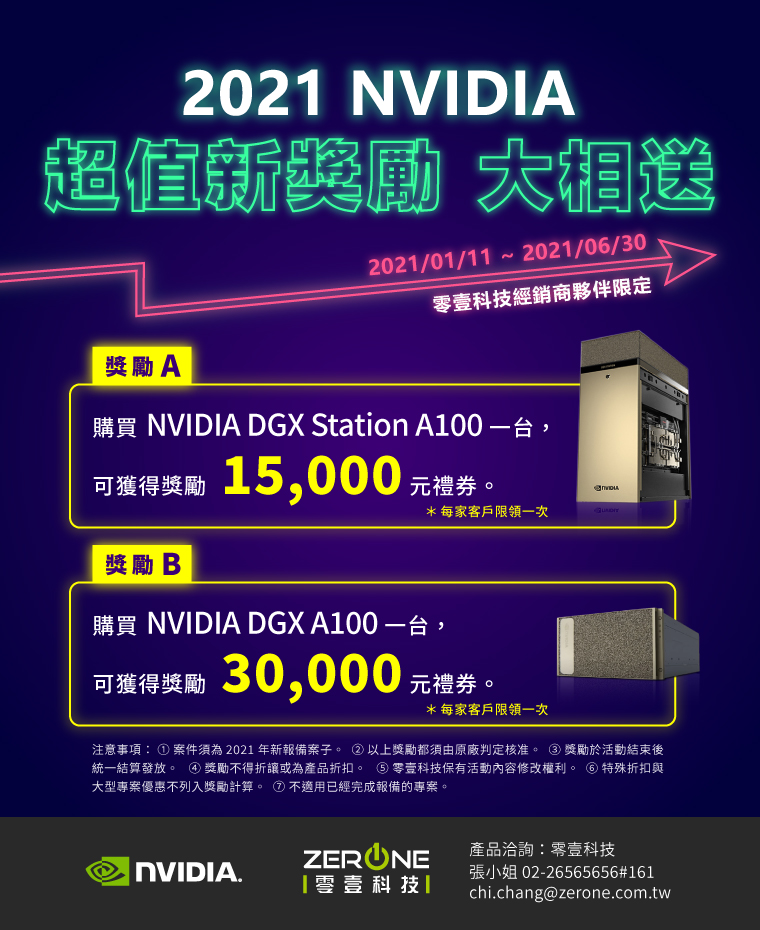 2021 NVIDIA
超值新獎勵 大相送
2021/01/11 ~ 2021/06/30
零壹科技經銷商夥伴限定
獎勵 A
購買 NVIDIA DGX Station A100 一台，
可獲得獎勵 15,000 元禮券。
＊每家客戶限領一次
NVIDIA
獎勵 B
購買 NVIDIA DGX A100 一台，
可獲得獎勵 30,000 元禮券。
＊每家客戶限領一次
注意事項： ① 案件須為 2021 年新報備案子。 ② 以上獎勵都須由原廠判定核准。 ③ 獎勵於活動結束後
統一結算發放。 ④ 獎勵不得折讓或為產品折扣。 ⑤ 零壹科技保有活動內容修改權利。 ⑥ 特殊折扣與
大型專案優惠不列入獎勵計算。 ⑦ 不適用已經完成報備的專案。
NVIDIA.
ZERONE
零壹科技
產品洽詢：零壹科技
張小姐 02-26565656#161
chi.chang@zerone.com.tw